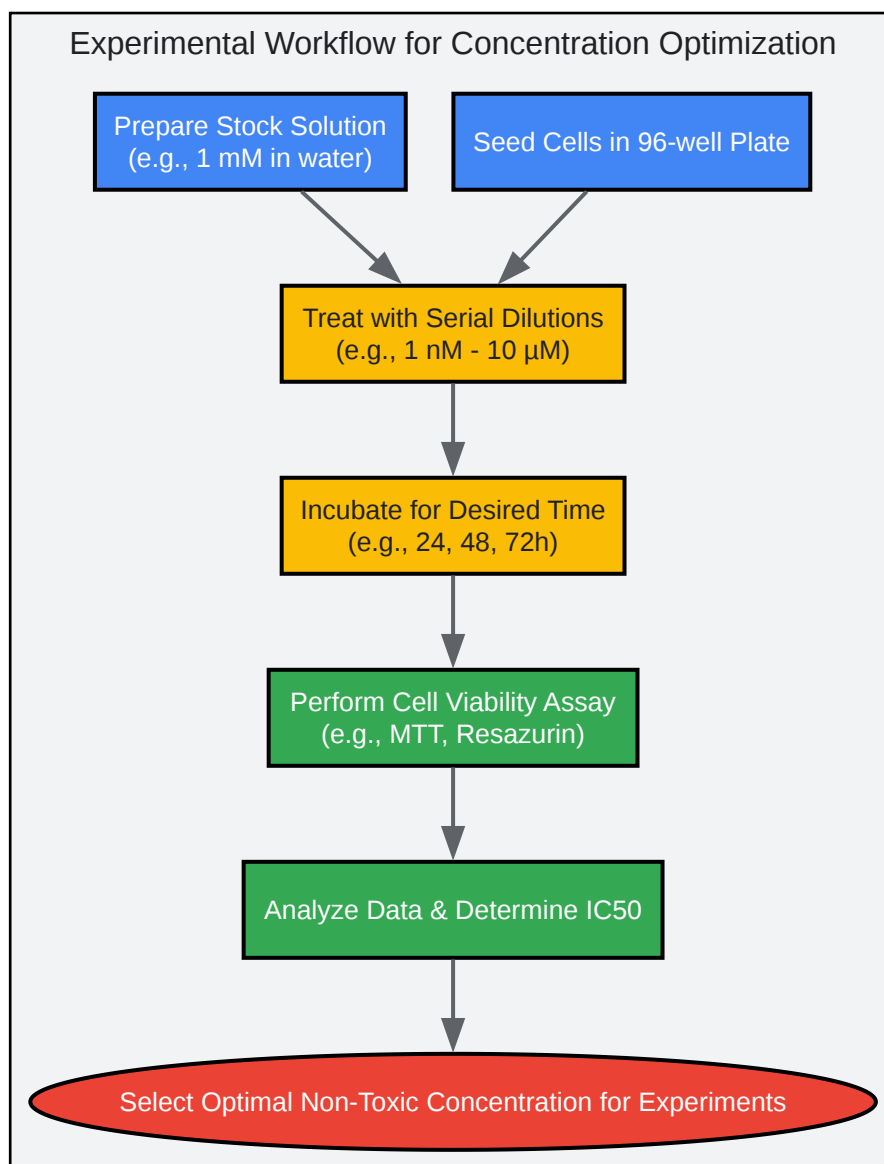 Experimental Workflow for Concentration Optimization
Prepare Stock Solution
(e.g., 1 mM in water)
Seed Cells in 96-well Plate
Treat with Serial Dilutions
(e.g., 1 nM - 10 µM)
Incubate for Desired Time
(e.g., 24, 48, 72h)
Perform Cell Viability Assay
(e.g., MTT, Resazurin)
Analyze Data & Determine IC50
Select Optimal Non-Toxic Concentration for Experiments